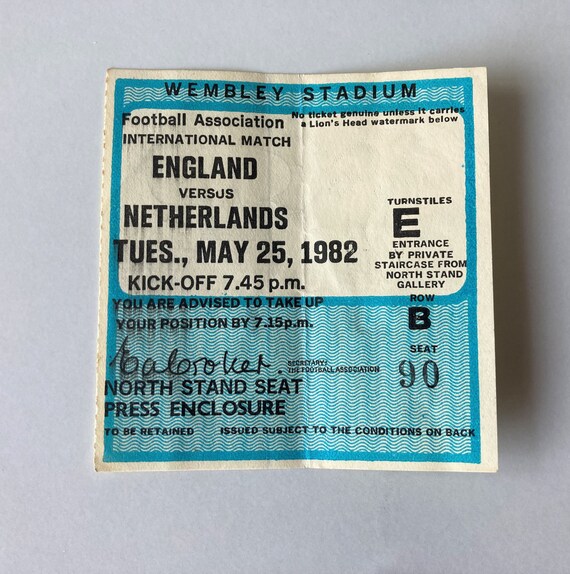 WEMBLEY STADIUM
Football Association
INTERNATIONAL MATCH
ENGLAND
VERSUS
NETHERLANDS
TUES., MAY 25, 1982
KICK-OFF 7.45 p.m.
No ticket genuine unless it carries
a Lion's Head watermark below
TURNSTILES
E
ENTRANCE
BY PRIVATE
STAIRCASE FROM
NORTH STAND
GALLERY
YOU ARE ADVISED TO TAKE UP
YOUR POSITION BY 7.15p.m.
ROW
B
SECRETARY:
THE FOOTBALL ASSOCIATION
SEAT
90
NORTH STAND SEAT
PRESS ENCLOSURE
TO BE RETAINED ISSUED SUBJECT TO THE CONDITIONS ON BACK